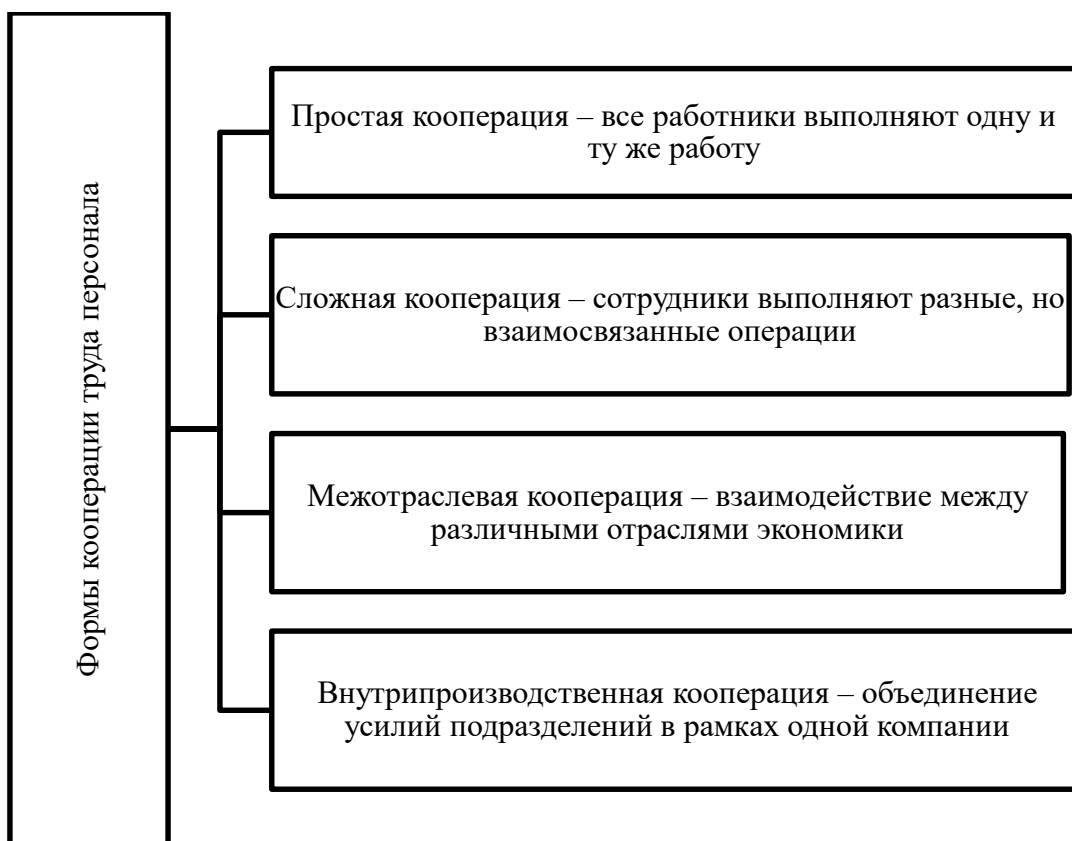 Формы кооперации труда персонала
Простая кооперация – все работники выполняют одну и
ту же работу
Сложная кооперация – сотрудники выполняют разные, но
взаимосвязанные операции
Межотраслевая кооперация – взаимодействие между
различными отраслями экономики
Внутрипроизводственная кооперация – объединение
усилий подразделений в рамках одной компании